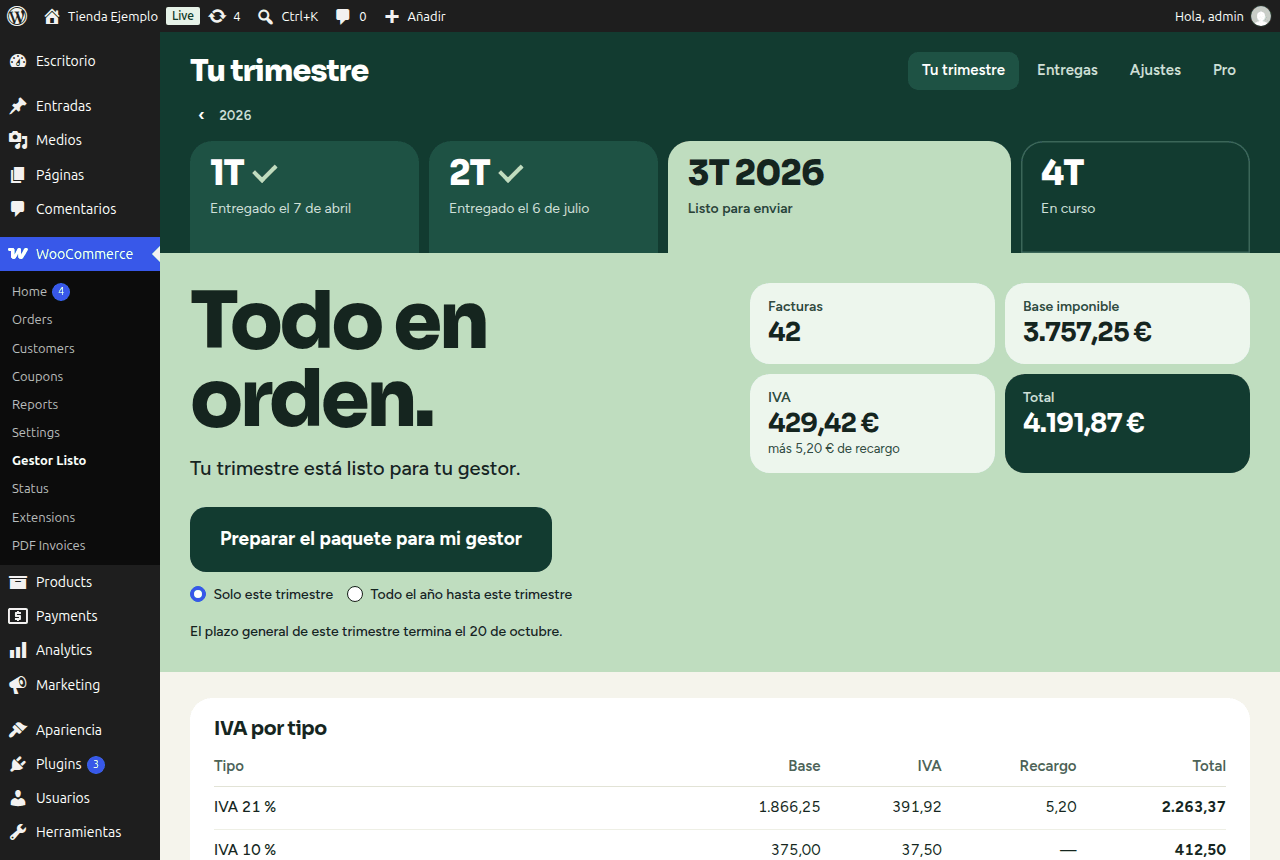 Tienda Ejemplo Live 4 Ctrl+K 0 Añadir Hola, admin
Escritorio
Entradas
Medios
Páginas
Comentarios
WooCommerce
Home 4
Orders
Customers
Coupons
Reports
Settings
Gestor Listo
Status
Extensions
PDF Invoices
Products
Payments
Analytics
Marketing
Apariencia
Plugins 3
Usuarios
Herramientas
Tu trimestre
Tu trimestre Entregas Ajustes Pro
‹ 2026
1T
Entregado el 7 de abril
2T
Entregado el 6 de julio
3T 2026
Listo para enviar
4T
En curso
Todo en
orden.
Tu trimestre está listo para tu gestor.
Preparar el paquete para mi gestor
Solo este trimestre Todo el año hasta este trimestre
El plazo general de este trimestre termina el 20 de octubre.
Facturas
42
Base imponible
3.757,25 €
IVA
429,42 €
más 5,20 € de recargo
Total
4.191,87 €
IVA por tipo
Tipo Base IVA Recargo Total
IVA 21 % 1.866,25 391,92 5,20 2.263,37
IVA 10 % 375,00 37,50 — 412,50